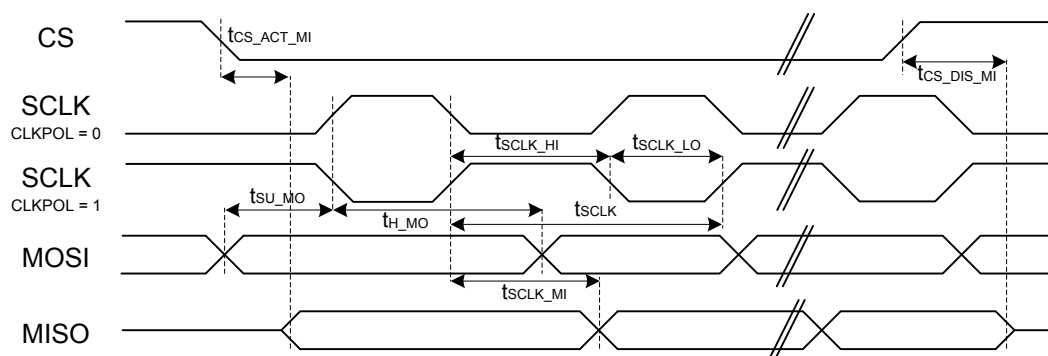 CS
tCS_ACT_MI
tCS_DIS_MI
SCLK
CLKPOL = 0
tSCLK_HI
tSCLK_LO
SCLK
CLKPOL = 1
tSU_MO
tH_MO
tSCLK
MOSI
tSCLK_MI
MISO